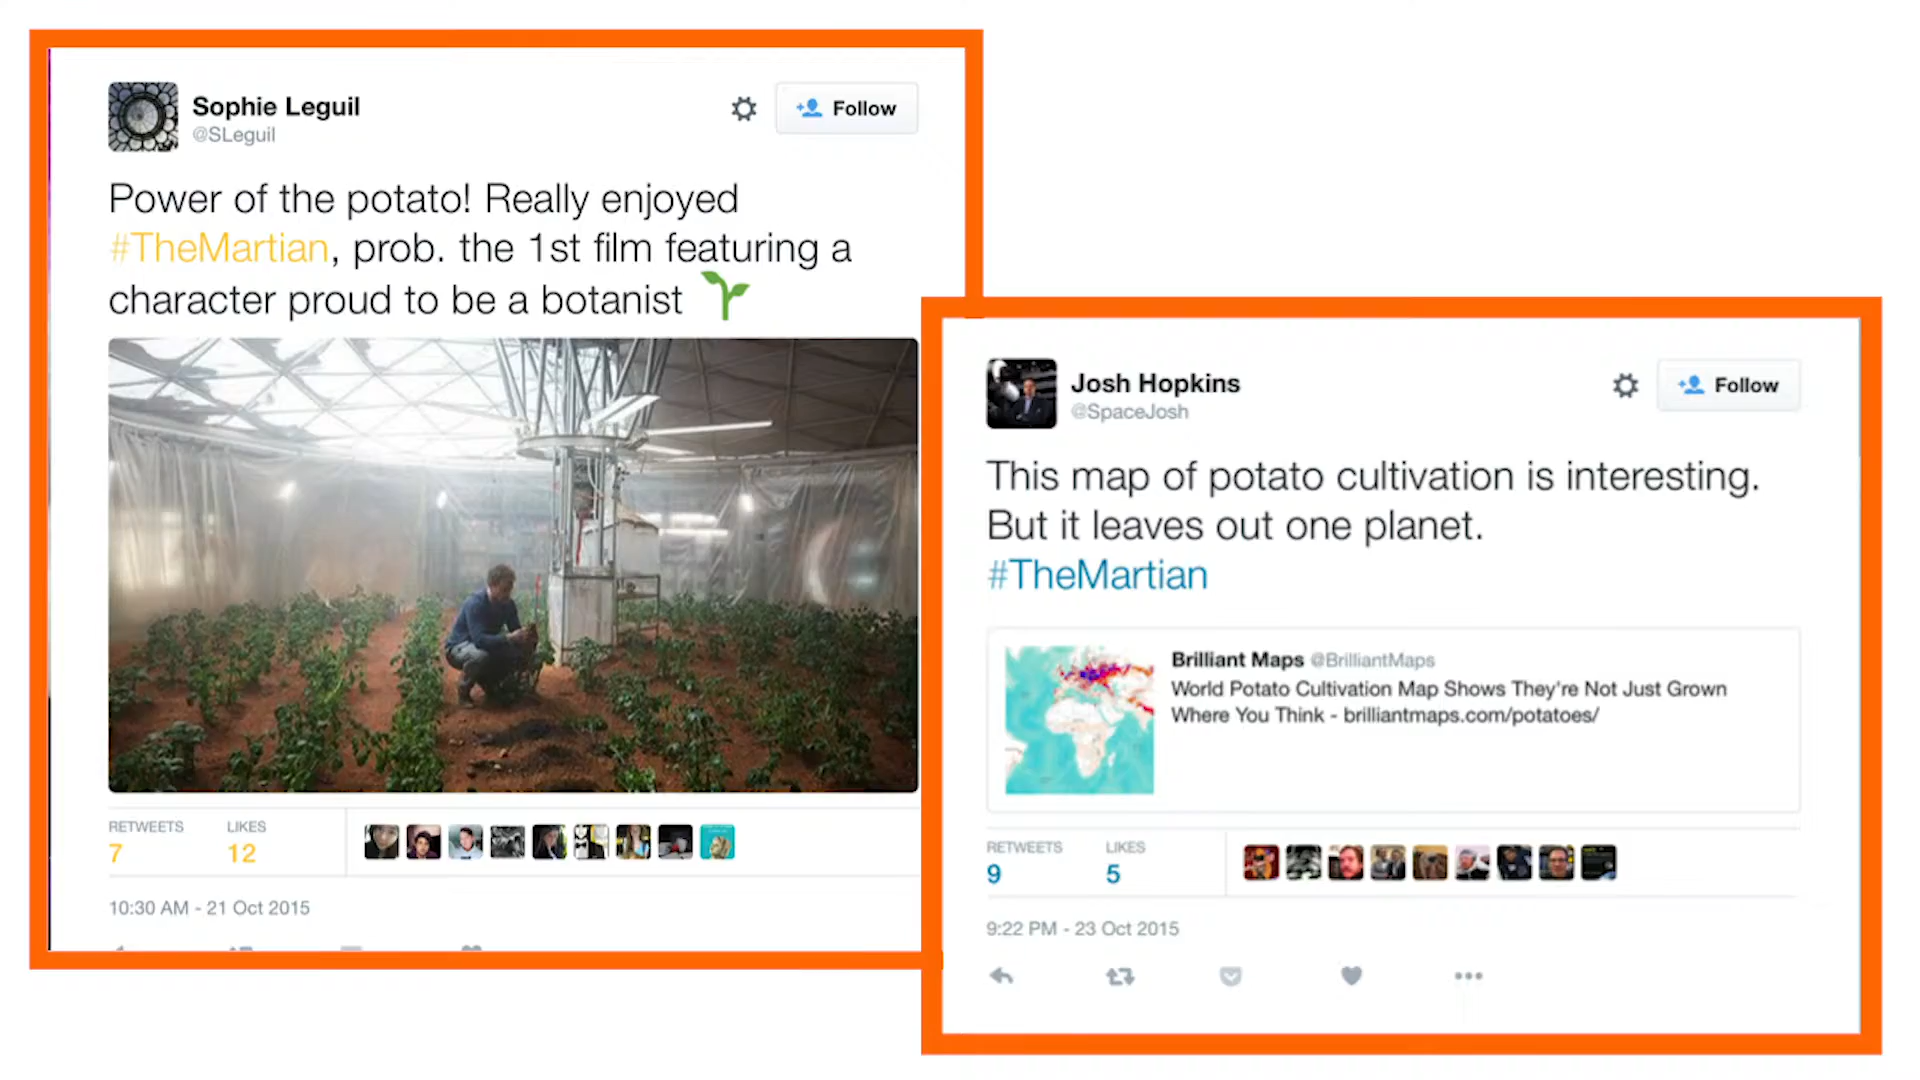 Sophie Leguil
@SLeguil
Follow
Power of the potato! Really enjoyed
#TheMartian, prob. the 1st film featuring a
character proud to be a botanist
RETWEETS
LIKES
7
12
10:30 AM - 21 Oct 2015
Josh Hopkins
@SpaceJosh
Follow
This map of potato cultivation is interesting.
But it leaves out one planet.
#TheMartian
Brilliant Maps @BrilliantMaps
World Potato Cultivation Map Shows They're Not Just Grown
Where You Think - brilliantmaps.com/potatoes/
RETWEETS
LIKES
9
5
9:22 PM - 23 Oct 2015